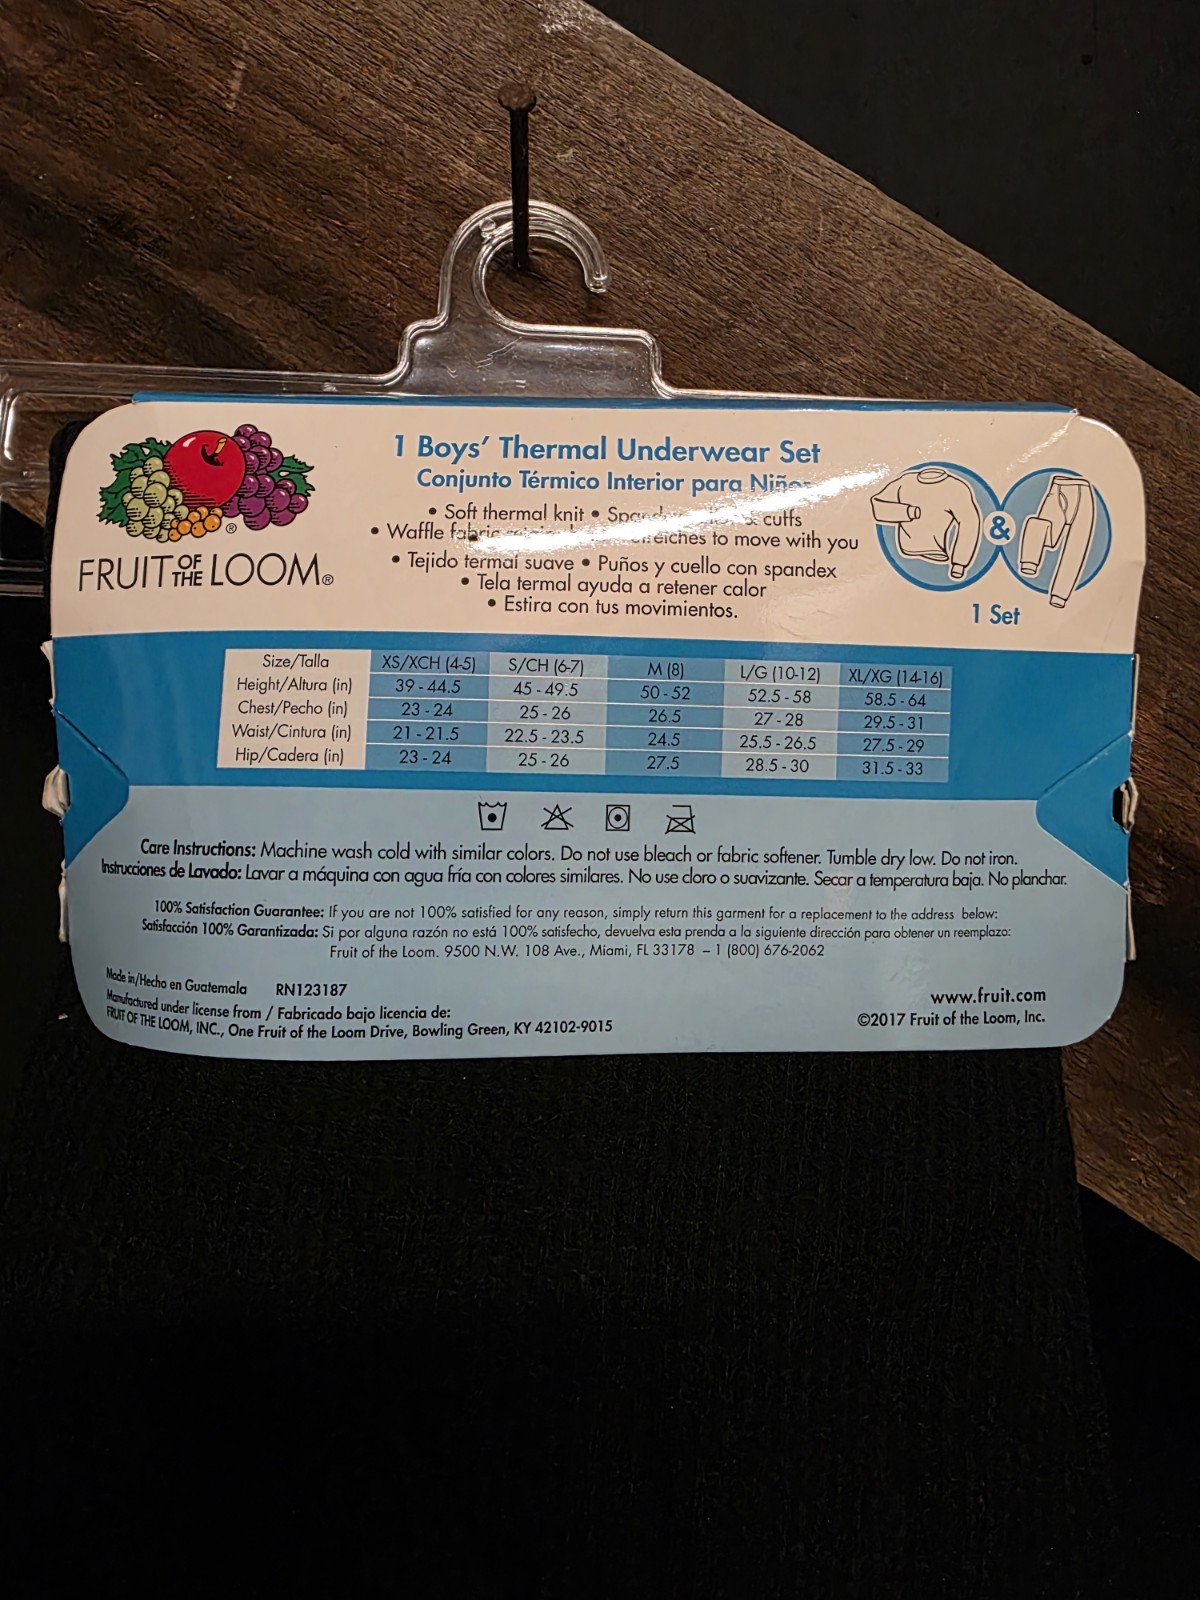 FRUIT OF THE LOOM®
1 Boys' Thermal Underwear Set
Conjunto Térmico Interior para Niños
• Soft thermal knit • & cuffs
• Waffle fabric to move with you
• Tejido termal suave • Puños y cuello con spandex
• Tela termal ayuda a retener calor
• Estira con tus movimientos.
&
1 Set
Size/Talla XS/XCH (4-5) S/CH (6-7) M (8) L/G (10-12) XL/XG (14-16)
Height/Altura (in) 39 - 44.5 45 - 49.5 50 - 52 52.5 - 58 58.5 - 64
Chest/Pecho (in) 23 - 24 25 - 26 26.5 27 - 28 29.5 - 31
Waist/Cintura (in) 21 - 21.5 22.5 - 23.5 24.5 25.5 - 26.5 27.5 - 29
Hip/Cadera (in) 23 - 24 25 - 26 27.5 28.5 - 30 31.5 - 33
Care Instructions: Machine wash cold with similar colors. Do not use bleach or fabric softener. Tumble dry low. Do not iron.
Instrucciones de Lavado: Lavar a máquina con agua fría con colores similares. No use cloro o suavizante. Secar a temperatura baja. No planchar.
100% Satisfaction Guarantee: If you are not 100% satisfied for any reason, simply return this garment for a replacement to the address below:
Satisfacción 100% Garantizada: Si por alguna razón no está 100% satisfecho, devuelva esta prenda a la siguiente dirección para obtener un reemplazo:
Fruit of the Loom. 9500 N.W. 108 Ave., Miami, FL 33178 – 1 (800) 676-2062
Made in/Hecho en Guatemala RN123187
Manufactured under license from / Fabricado bajo licencia de:
FRUIT OF THE LOOM, INC., One Fruit of the Loom Drive, Bowling Green, KY 42102-9015
www.fruit.com
©2017 Fruit of the Loom, Inc.